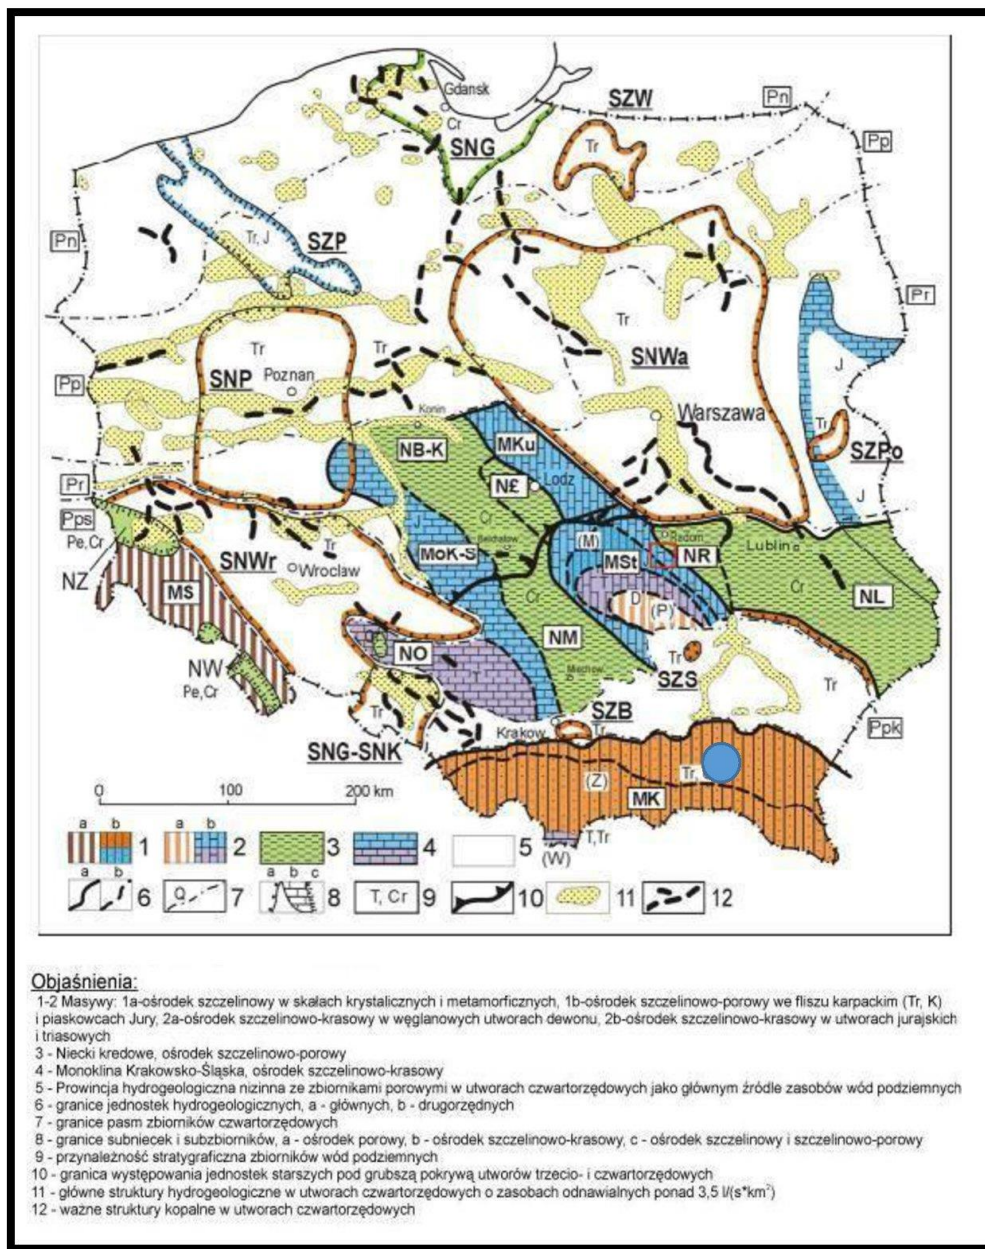 Gdansk
SZW
Pn
Cr
SNG
Tr
Pp
Pn
Tr, J
SZP
Pr
Tr
Tr
Tr
SNWa
J
SNP
Poznan
Pp
Konin
Warszawa
NB-K
MKu
Tr
SZPo
Pr
N£
Lodz
J
Pps
Cr
Pe,Cr
Tr
J
Belchatow
(M)
Radom
NR
Lublin
SNWr
Wroclaw
MoK-S
MSt
J
NZ
MS
Cr
D
(P)
Cr
NL
NO
NM
NW
T
Miechow
Tr
SZS
Pe,Cr
Tr
SZB
Tr
Ppk
Krakow
Tr
SNG-SNK
(Z)
Tr,
MK
0 100 200 km
T,Tr
(W)
a b 1 a b 2 3 4 5
a b 6 Q 7 a b c 8 T, Cr 9 10 11 12
Objaśnienia:
1-2 Masywy: 1a-ośrodek szczelinowy w skałach krystalicznych i metamorficznych, 1b-ośrodek szczelinowo-porowy we fliszu karpackim (Tr, K)
i piaskowcach Jury, 2a-ośrodek szczelinowo-krasowy w węglanowych utworach dewonu, 2b-ośrodek szczelinowo-krasowy w utworach jurajskich
i triasowych
3 - Niecki kredowe, ośrodek szczelinowo-porowy
4 - Monoklina Krakowsko-Śląska, ośrodek szczelinowo-krasowy
5 - Prowincja hydrogeologiczna nizinna ze zbiornikami porowymi w utworach czwartorzędowych jako głównym źródle zasobów wód podziemnych
6 - granice jednostek hydrogeologicznych, a - głównych, b - drugorzędnych
7 - granice pasm zbiorników czwartorzędowych
8 - granice subniecek i subzbiorników, a - ośrodek porowy, b - ośrodek szczelinowo-krasowy, c - ośrodek szczelinowy i szczelinowo-porowy
9 - przynależność stratygraficzna zbiorników wód podziemnych
10 - granica występowania jednostek starszych pod grubszą pokrywą utworów trzecio- i czwartorzędowych
11 - główne struktury hydrogeologiczne w utworach czwartorzędowych o zasobach odnawialnych ponad 3,5 l/(s*km²)
12 - ważne struktury kopalne w utworach czwartorzędowych